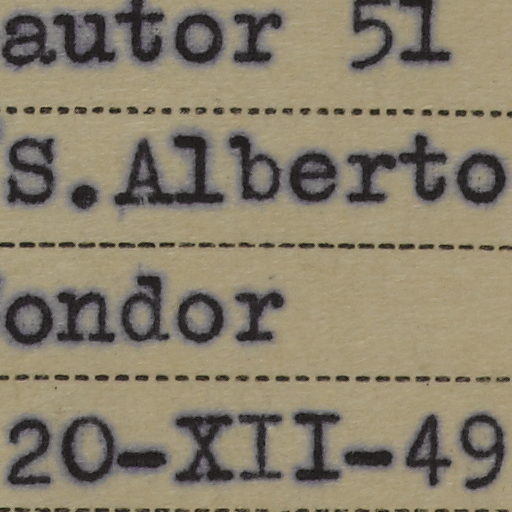 autor 51
S.Alberto
ondor
20-XII-49